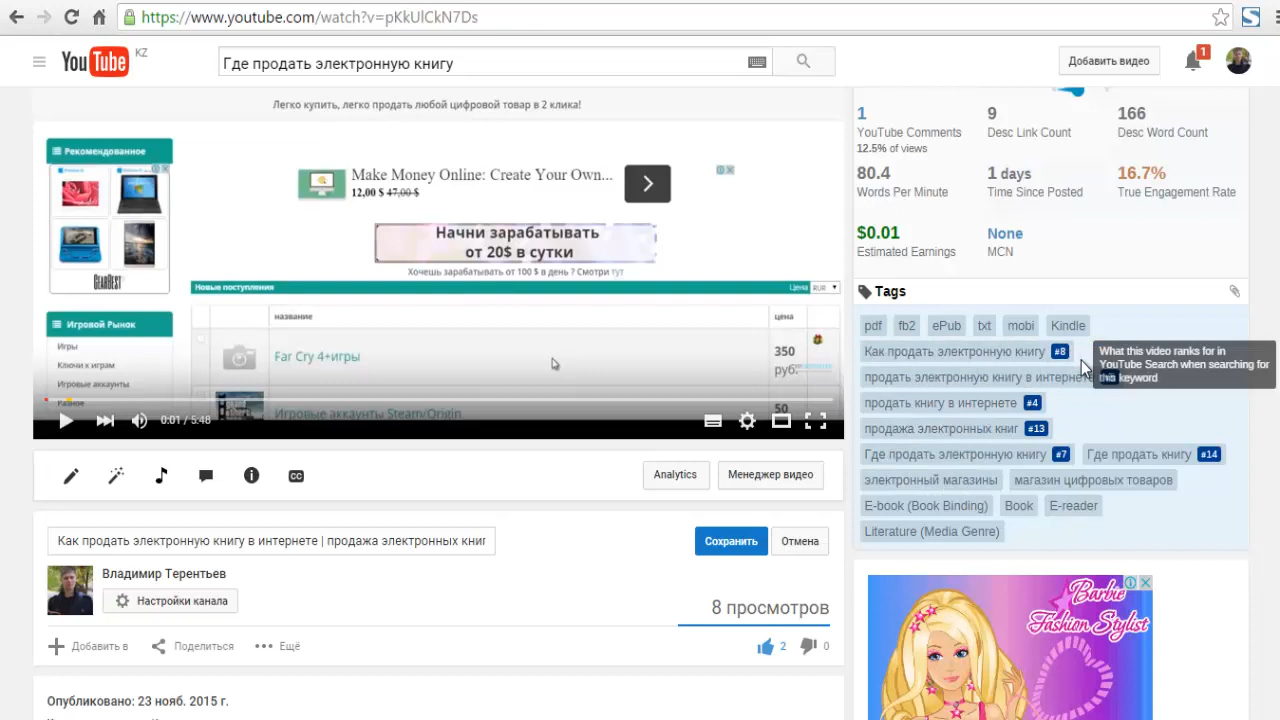 https://www.youtube.com/watch?v=pKkUlCkN7Ds
YouTube KZ
Где продать электронную книгу
Добавить видео
1
Легко купить, легко продать любой цифровой товар в 2 клика!
Рекомендованное
GearBest
Make Money Online: Create Your Own...
12,00 $ 47,00 $
Начни зарабатывать
от 20$ в сутки
Хочешь зарабатывать от 100 $ в день ? Смотри тут
Новые поступления Цена RUR
название цена
Игровой Рынок
Игры
Ключи к играм
Игровые аккаунты
Разное
Far Cry 4+игры
350
руб.
Игровые аккаунты Steam/Origin
50
0:01 / 5:48
CC
Analytics
Менеджер видео
Как продать электронную книгу в интернете | продажа электронных книг
Сохранить
Отмена
Владимир Терентьев
Настройки канала
8 просмотров
Добавить в
Поделиться
Ещё
2
0
Опубликовано: 23 нояб. 2015 г.
1 9 166
YouTube Comments Desc Link Count Desc Word Count
12.5% of views
80.4 1 days 16.7%
Words Per Minute Time Since Posted True Engagement Rate
$0.01 None
Estimated Earnings MCN
Tags
pdf fb2 ePub txt mobi Kindle
Как продать электронную книгу #8
продать электронную книгу в интернете
What this video ranks for in
YouTube Search when searching for
this keyword
продать книгу в интернете #4
продажа электронных книг #13
Где продать электронную книгу #7 Где продать книгу #14
электронный магазины магазин цифровых товаров
E-book (Book Binding) Book E-reader
Literature (Media Genre)
Barbie
Fashion Stylist